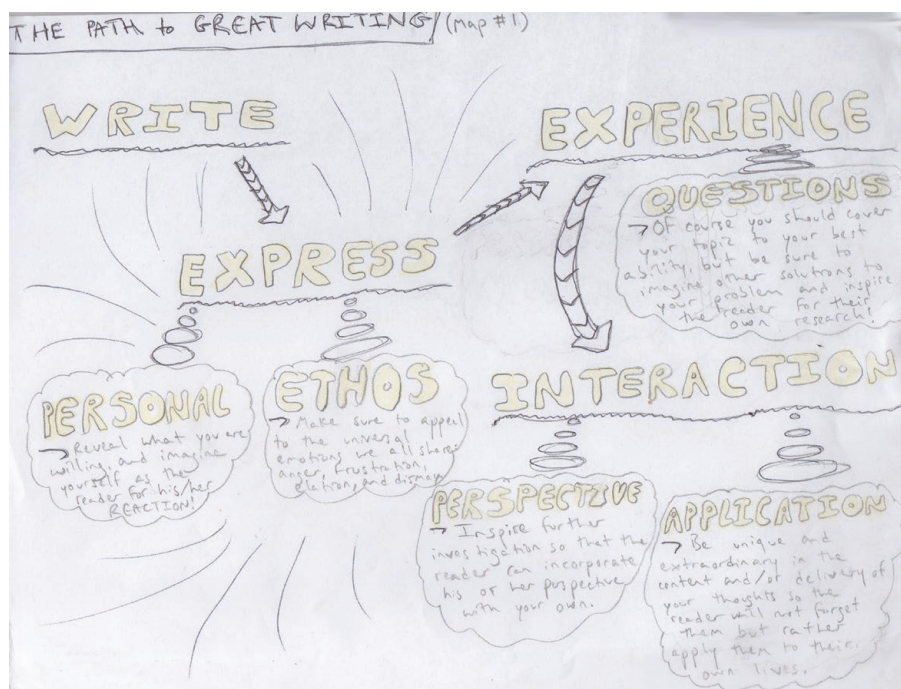 THE PATH to GREAT WRITING/ (Map #1)
WRITE
EXPRESS
PERSONAL
→ Reveal what you are
willing, and imagine
yourself as the
reader for his/her
REACTION!
ETHOS
→ Make sure to appeal
to the universal
emotions we all share:
anger, frustration,
elation, and dismay
EXPERIENCE
QUESTIONS
→ Of course you should cover
your topic to your best
ability, but be sure to
imagine other solutions to
your problem and inspire
the reader for their
own research!
INTERACTION
PERSPECTIVE
→ Inspire further
investigation so that the
reader can incorporate
his or her puspective
with your own.
APPLICATION
→ Be unique and
extraordinary in the
content and/or delivery of
your thoughts so the
reader will not forget
them but rather
apply them to their
own lives.